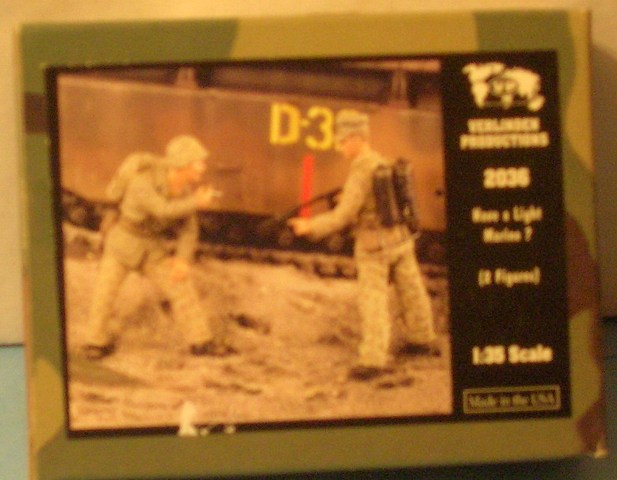 D-3
VERLINDEN
PRODUCTIONS
2036
Have a Light
Marine ?
(2 Figures)
1:35 Scale
Made in the USA